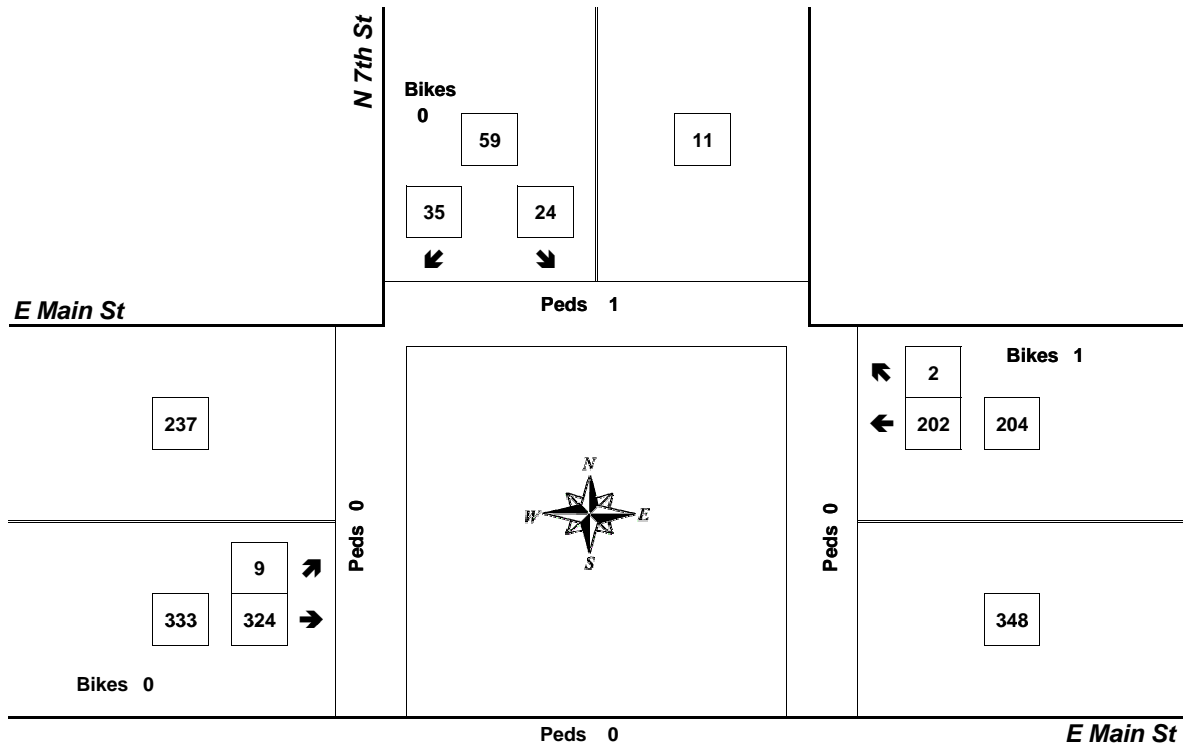 N 7th St
Bikes
0
59
11
35 24
Peds 1
E Main St
Bikes 1
2
237
202 204
N
W E
S
Peds 0
Peds 0
9
333 324
348
Bikes 0
Peds 0
E Main St